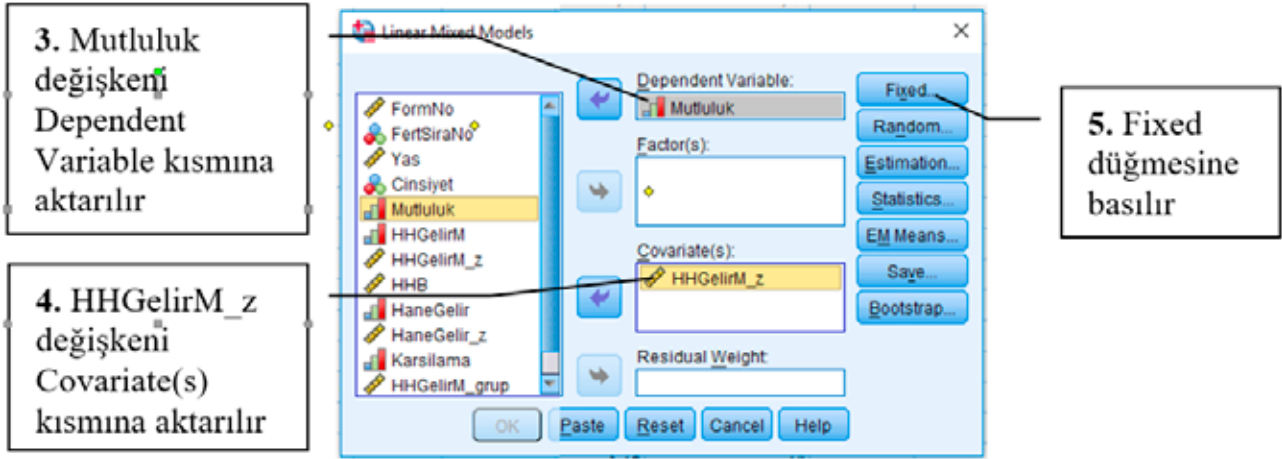 3. Mutluluk
değişkeni
Dependent
Variable kısmına
aktarılır
4. HHGelirM_z
değişkeni
Covariate(s)
kısmına aktarılır
Linear Mixed Models
FormNo
FertSiraNo
Yas
Cinsiyet
Mutluluk
HHGelirM
HHGelirM_z
HHB
HaneGelir
HaneGelir_z
Karsilama
HHGelirM_grup
Dependent Variable:
Mutluluk
Factor(s):
Covariate(s):
HHGelirM_z
Residual Weight:
Fixed...
Random...
Estimation...
Statistics...
EM Means...
Save...
Bootstrap...
OK Paste Reset Cancel Help
5. Fixed
düğmesine
basılır